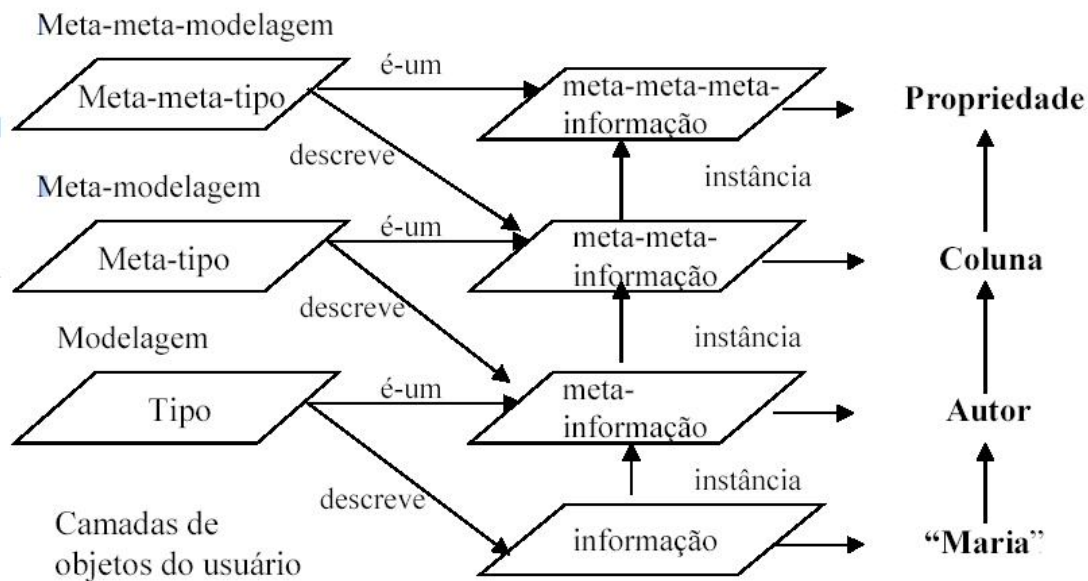 Meta-meta-modelagem
Meta-meta-tipo
é-um
meta-meta-meta-
informação
Propriedade
descreve
instância
Meta-modelagem
Meta-tipo
é-um
meta-meta-
informação
Coluna
descreve
instância
Modelagem
Tipo
é-um
meta-
informação
Autor
descreve
instância
Camadas de
objetos do usuário
informação
“Maria”